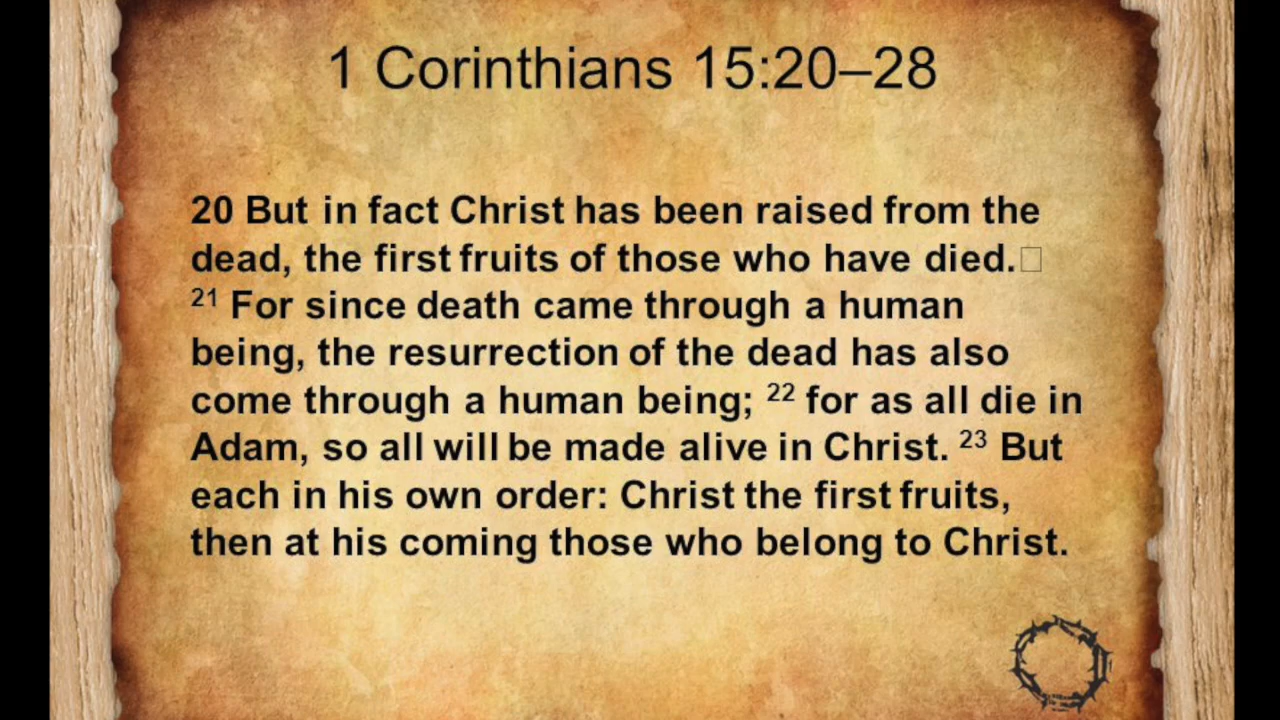 1 Corinthians 15:20–28
20 But in fact Christ has been raised from the
dead, the first fruits of those who have died.□
21 For since death came through a human
being, the resurrection of the dead has also
come through a human being; 22 for as all die in
Adam, so all will be made alive in Christ. 23 But
each in his own order: Christ the first fruits,
then at his coming those who belong to Christ.